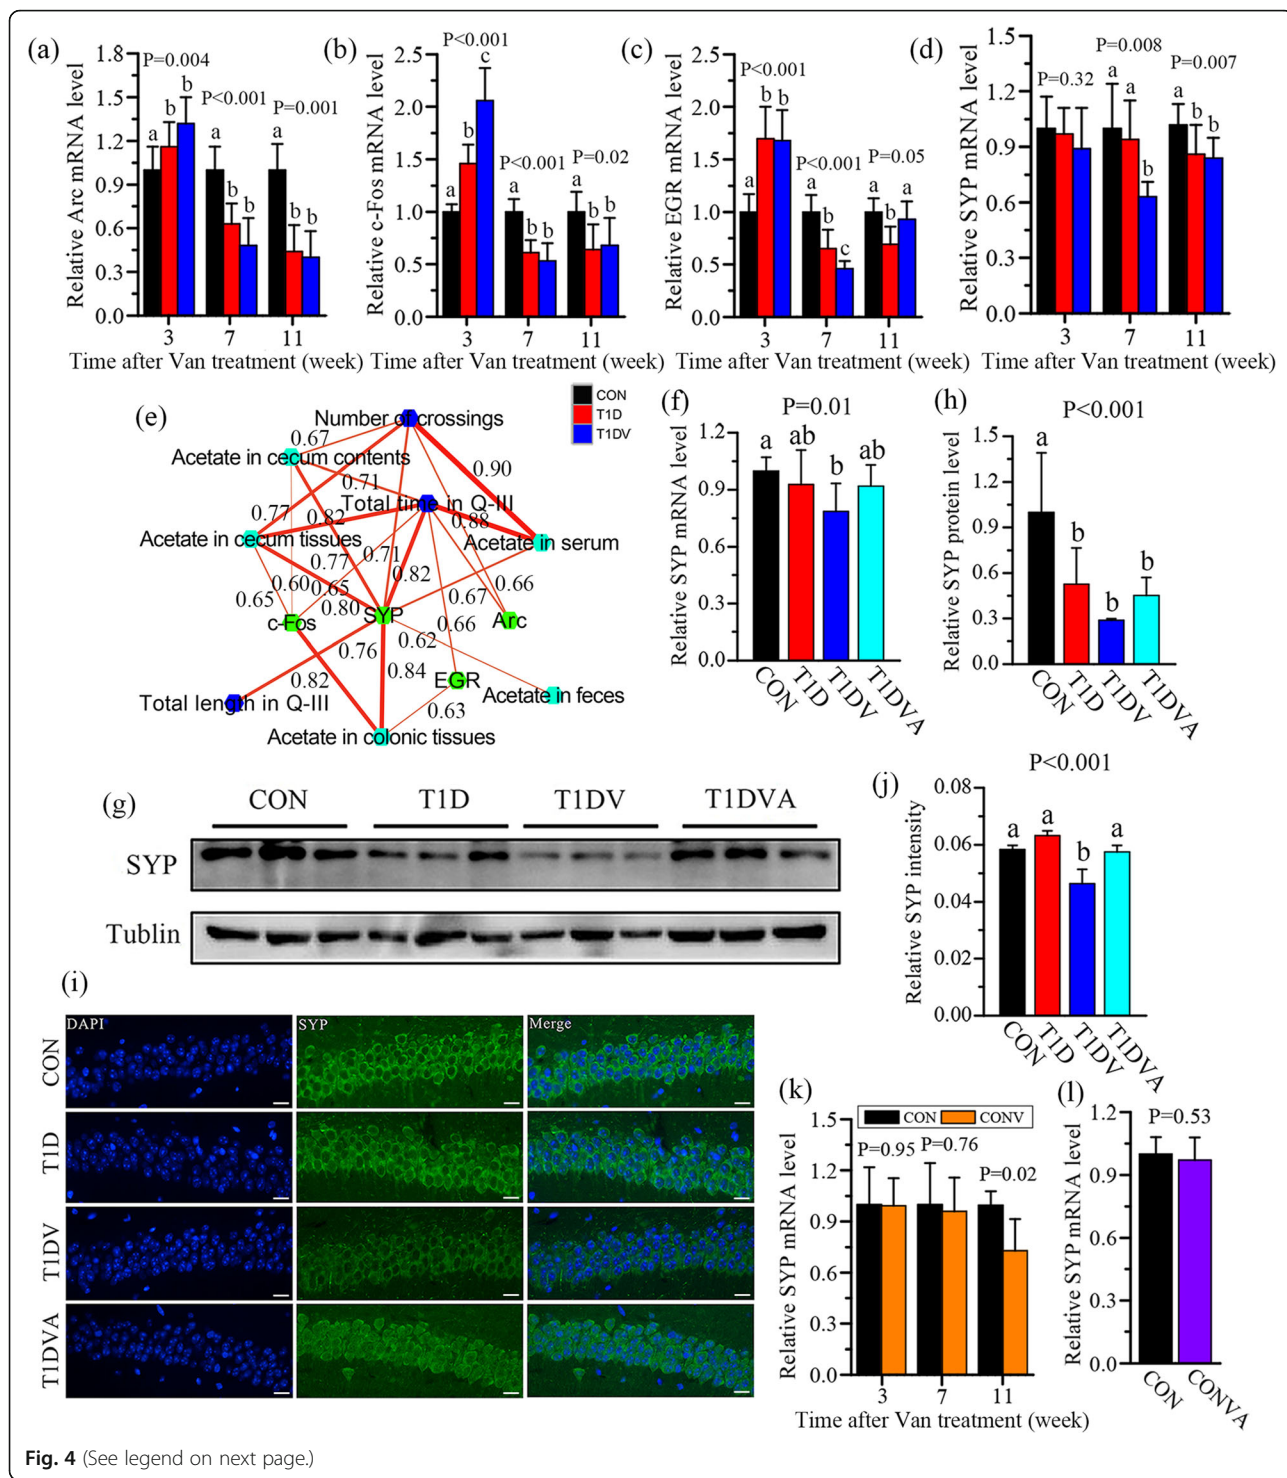 (a)
Relative Arc mRNA level
1.8
1.5
1.2
0.9
0.6
0.3
0.0
P=0.004
P<0.001
P=0.001
a b b
a b b
a b b
3 7 11
Time after Van treatment (week)
(b)
Relative c-Fos mRNA level
2.5
2.0
1.5
1.0
0.5
0.0
P<0.001
P<0.001
P=0.02
a b c
a b b
a b b
3 7 11
Time after Van treatment (week)
(c)
Relative EGR mRNA level
2.5
2.0
1.5
1.0
0.5
0.0
P<0.001
P<0.001
P=0.05
a b b
a b c
a b a
3 7 11
Time after Van treatment (week)
(d)
Relative SYP mRNA level
1.5
1.2
0.9
0.6
0.3
0.0
P=0.32
P=0.008
P=0.007
a a b
a b b
3 7 11
Time after Van treatment (week)
CON
T1D
T1DV
(e)
Number of crossings
0.67
Acetate in cecum contents
0.90
0.71
Total time in Q-III
0.77
0.82
0.88
Acetate in cecum tissues
Acetate in serum
0.77
0.71
0.82
0.66
0.60
0.65
0.65
0.80
0.67
c-Fos
SYP
Arc
0.66
0.62
0.76
0.84
EGR
0.82
Acetate in feces
Total length in Q-III
0.63
Acetate in colonic tissues
(f)
P=0.01
Relative SYP mRNA level
1.2
0.9
0.6
0.3
0.0
a ab b ab
CON T1D T1DV T1DVA
(h)
P<0.001
Relative SYP protein level
1.5
1.2
0.9
0.6
0.3
0.0
a b b b
CON T1D T1DV T1DVA
(g)
CON T1D T1DV T1DVA
SYP
Tublin
(j)
P<0.001
Relative SYP intensity
0.08
0.06
0.04
0.02
0.00
a a b a
CON T1D T1DV T1DVA
(i)
DAPI SYP Merge
CON
T1D
T1DV
T1DVA
(k)
CON CONV
Relative SYP mRNA level
1.5
1.2
0.9
0.6
0.3
0.0
P=0.95
P=0.76
P=0.02
3 7 11
Time after Van treatment (week)
(l)
P=0.53
Relative SYP mRNA level
1.2
0.9
0.6
0.3
0.0
CON CONVA
Fig. 4 (See legend on next page.)